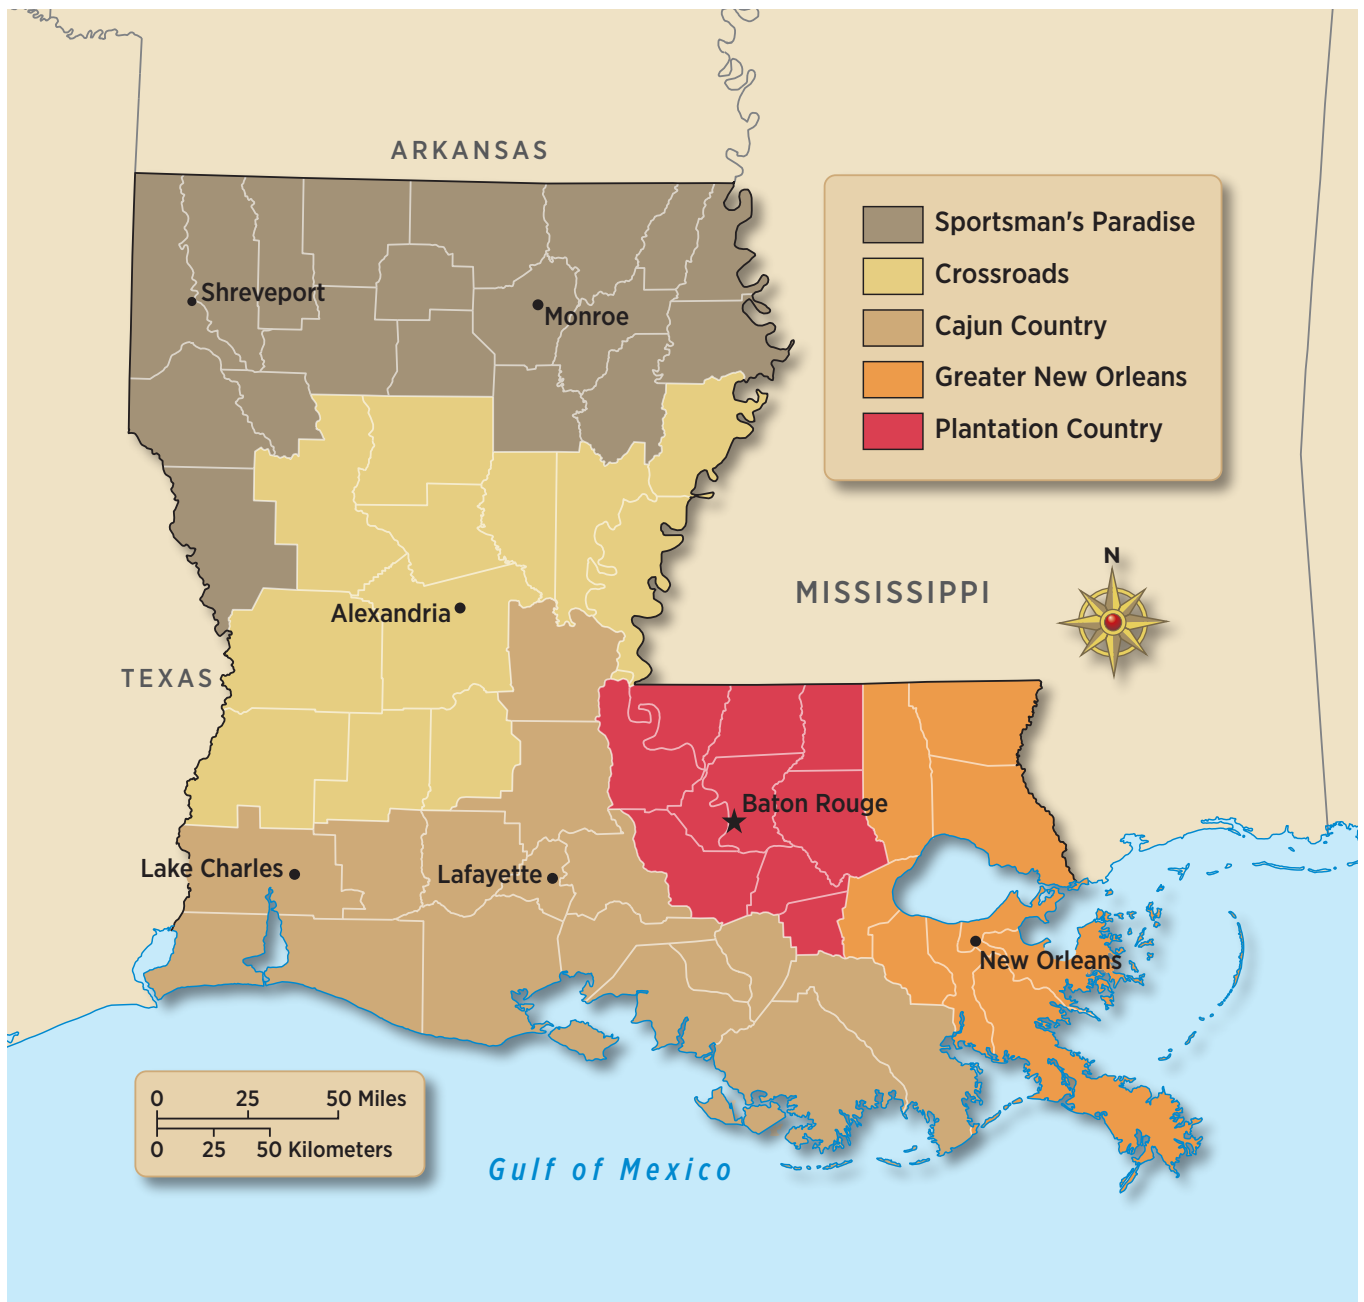 ARKANSAS
Sportsman's Paradise
Crossroads
Cajun Country
Greater New Orleans
Plantation Country
Shreveport
Monroe
N
MISSISSIPPI
Alexandria
TEXAS
Baton Rouge
Lake Charles
Lafayette
New Orleans
0 25 50 Miles
0 25 50 Kilometers
Gulf of Mexico